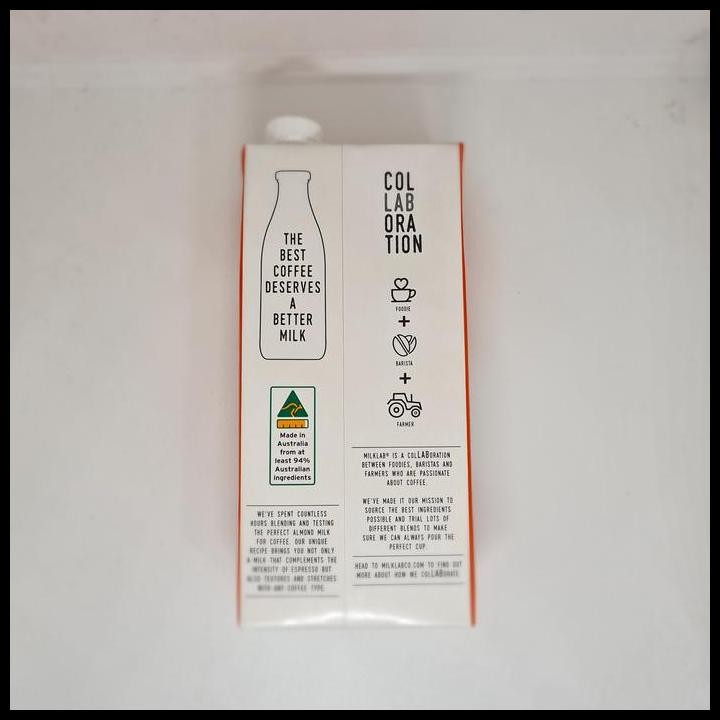 THE
BEST
COFFEE
DESERVES
A
BETTER
MILK
Made in
Australia
from at
least 94%
Australian
ingredients
WE'VE SPENT COUNTLESS
HOURS BLENDING AND TESTING
THE PERFECT ALMOND MILK
FOR COFFEE. OUR UNIQUE
RECIPE BRINGS YOU NOT ONLY
A MILK THAT COMPLEMENTS THE
INTENSITY OF ESPRESSO BUT
ALSO TEXTURES AND STRETCHES
WITH ANY COFFEE TYPE.
COL
LAB
ORA
TION
FOODIE
+
BARISTA
+
FARMER
MILKLAB® IS A COLLABORATION
BETWEEN FOODIES, BARISTAS AND
FARMERS WHO ARE PASSIONATE
ABOUT COFFEE.
WE'VE MADE IT OUR MISSION TO
SOURCE THE BEST INGREDIENTS
POSSIBLE AND TRIAL LOTS OF
DIFFERENT BLENDS TO MAKE
SURE WE CAN ALWAYS POUR THE
PERFECT CUP.
HEAD TO MILKLABCO.COM TO FIND OUT
MORE ABOUT HOW WE COLLABORATE.